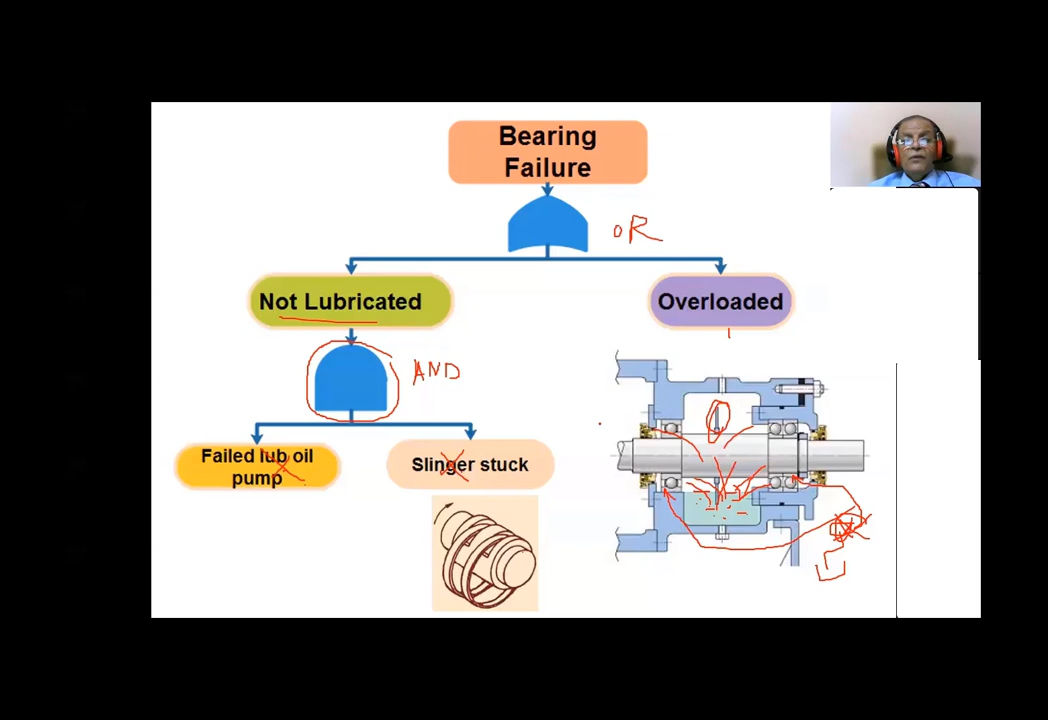 Bearing
Failure
OR
Not Lubricated
Overloaded
AND
Failed lub oil
pump
Slinger stuck